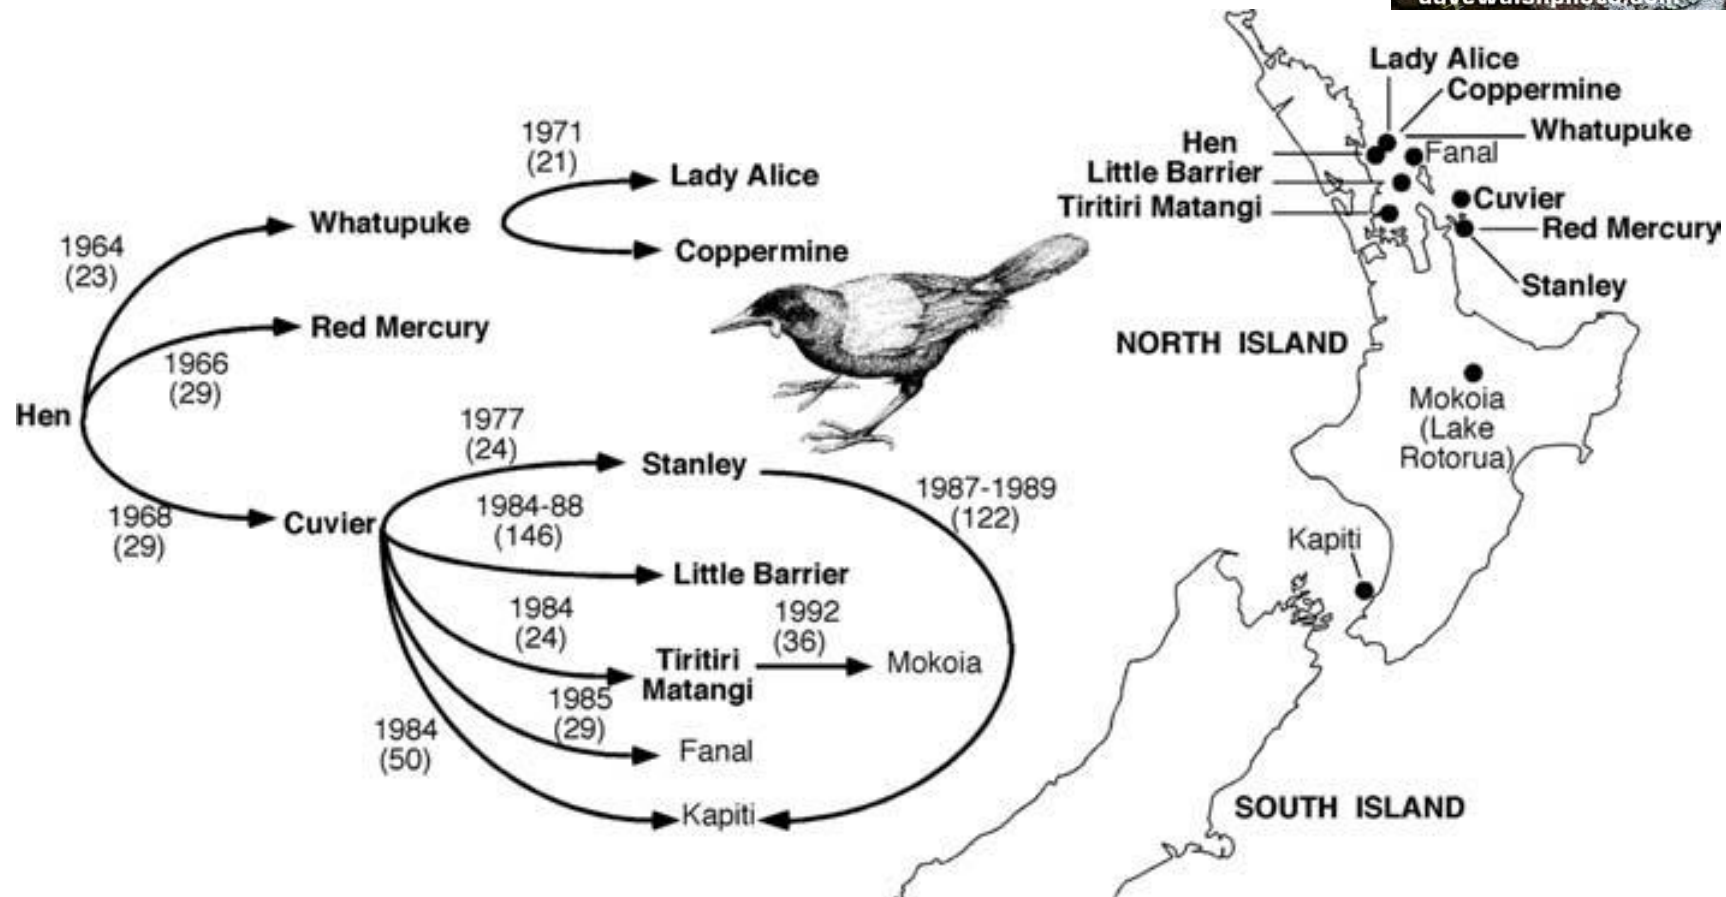 davewalshphoto.com
1971
(21)
Lady Alice
Whatupuke
Coppermine
1964
(23)
Red Mercury
1966
(29)
Hen
1977
(24)
Stanley
1968
(29)
Cuvier
1984-88
(146)
Little Barrier
1987-1989
(122)
1984
(24)
Tiritiri
Matangi
1992
(36)
Mokoia
1985
(29)
Fanal
1984
(50)
Kapiti
Lady Alice
Coppermine
Whatupuke
Hen
Fanal
Little Barrier
Cuvier
Tiritiri Matangi
Red Mercury
Stanley
NORTH ISLAND
Mokoia
(Lake
Rotorua)
Kapiti
SOUTH ISLAND